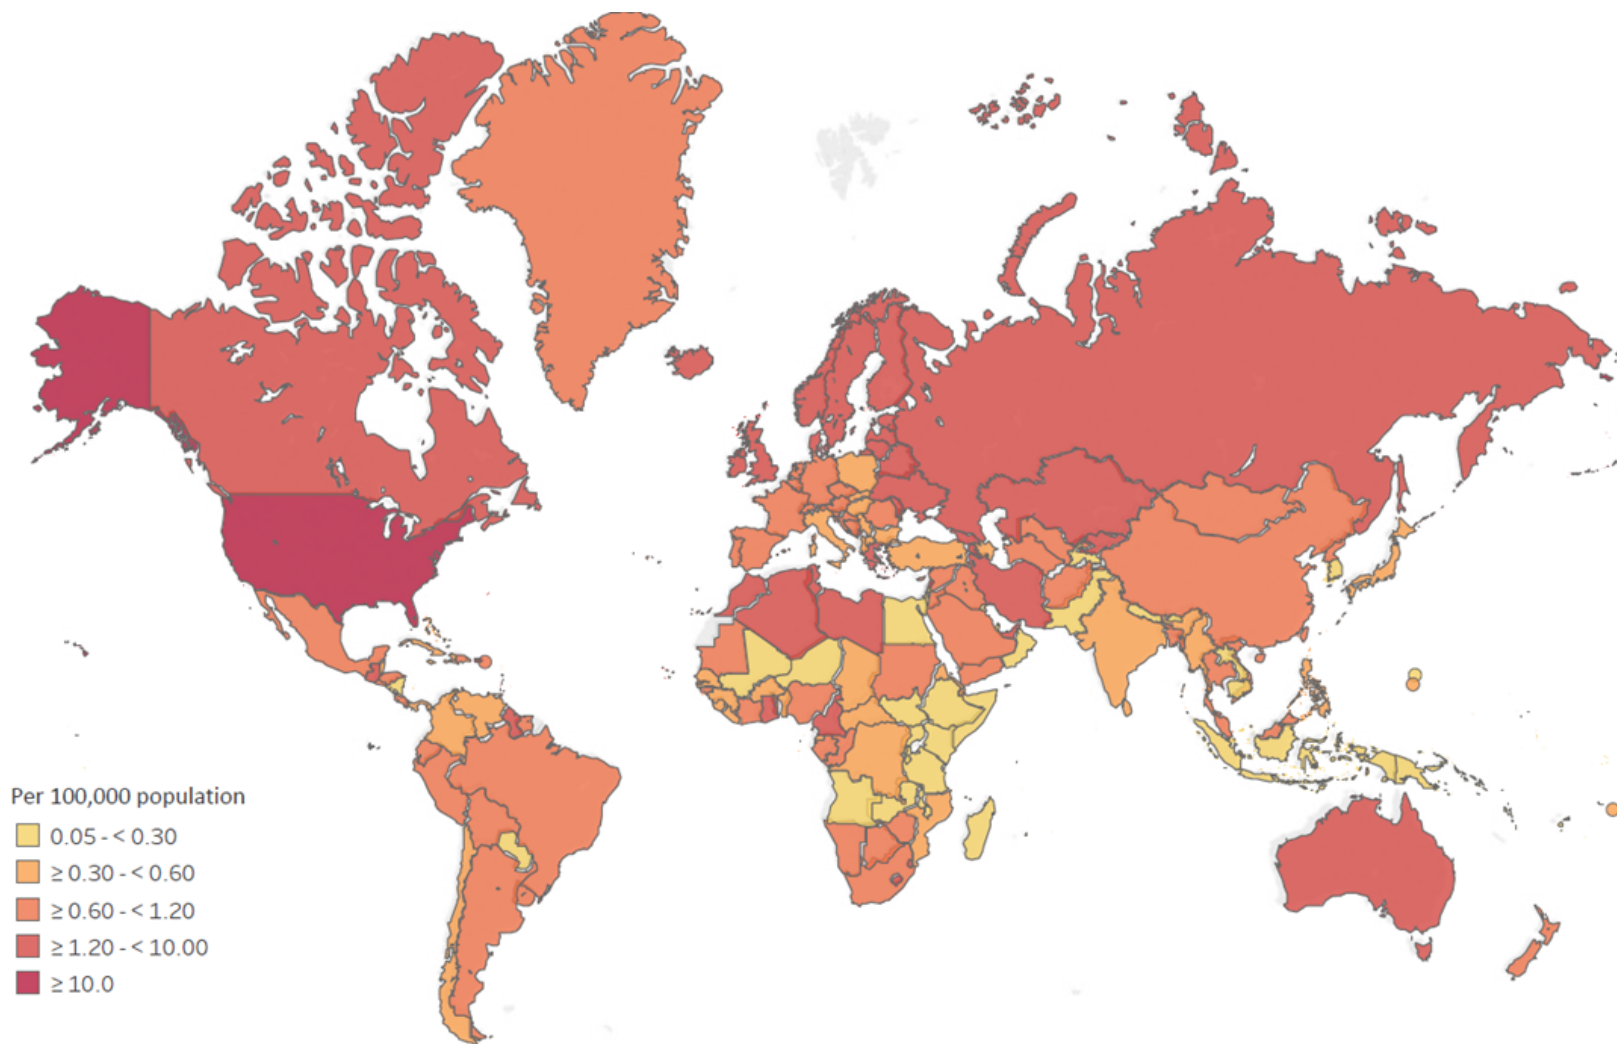 Per 100,000 population
0.05 - < 0.30
≥ 0.30 - < 0.60
≥ 0.60 - < 1.20
≥ 1.20 - < 10.00
≥ 10.0